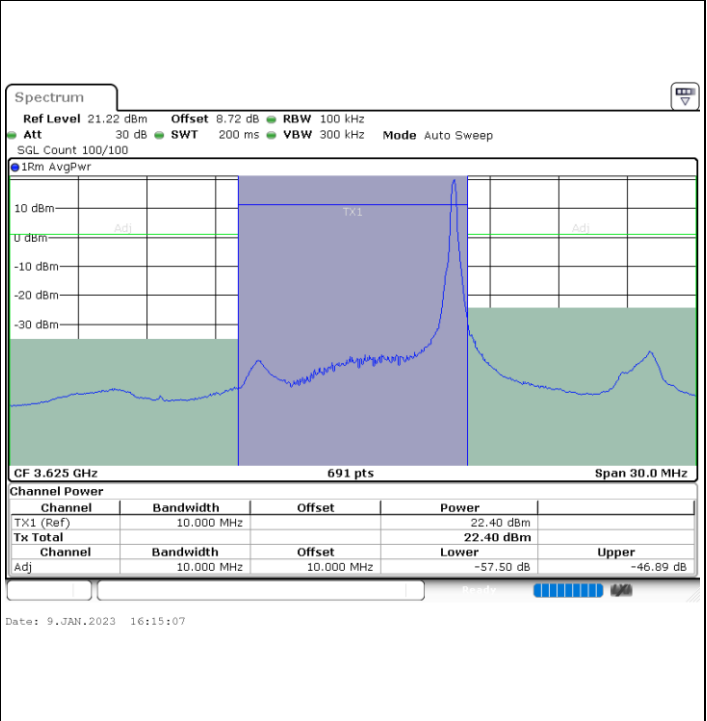 Spectrum
Ref Level 21.22 dBm Offset 8.72 dB RBW 100 kHz
Att 30 dB SWT 200 ms VBW 300 kHz Mode Auto Sweep
SGL Count 100/100
1Rm AvgPwr
TX1
10 dBm
Adj Adj
0 dBm
-10 dBm
-20 dBm
-30 dBm
CF 3.625 GHz 691 pts Span 30.0 MHz
Channel Power
Channel Bandwidth Offset Power
TX1 (Ref) 10.000 MHz 22.40 dBm
Tx Total 22.40 dBm
Channel Bandwidth Offset Lower Upper
Adj 10.000 MHz 10.000 MHz -57.50 dB -46.89 dB
Ready
Date: 9.JAN.2023 16:15:07